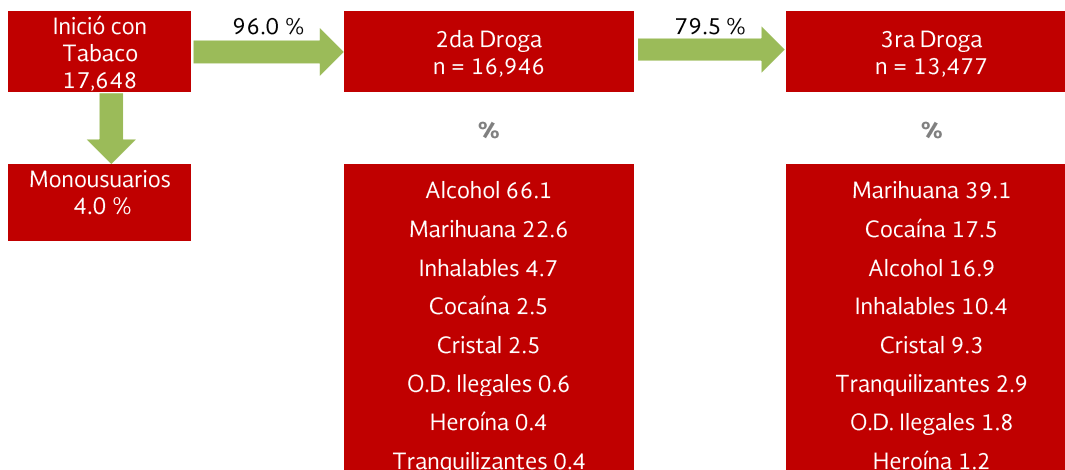 Inició con
Tabaco
17,648
96.0 %
2da Droga
n = 16,946
79.5 %
3ra Droga
n = 13,477
Monousuarios
4.0 %
%
Alcohol 66.1
Marihuana 22.6
Inhalables 4.7
Cocaína 2.5
Cristal 2.5
O.D. Ilegales 0.6
Heroína 0.4
Tranquilizantes 0.4
%
Marihuana 39.1
Cocaína 17.5
Alcohol 16.9
Inhalables 10.4
Cristal 9.3
Tranquilizantes 2.9
O.D. Ilegales 1.8
Heroína 1.2